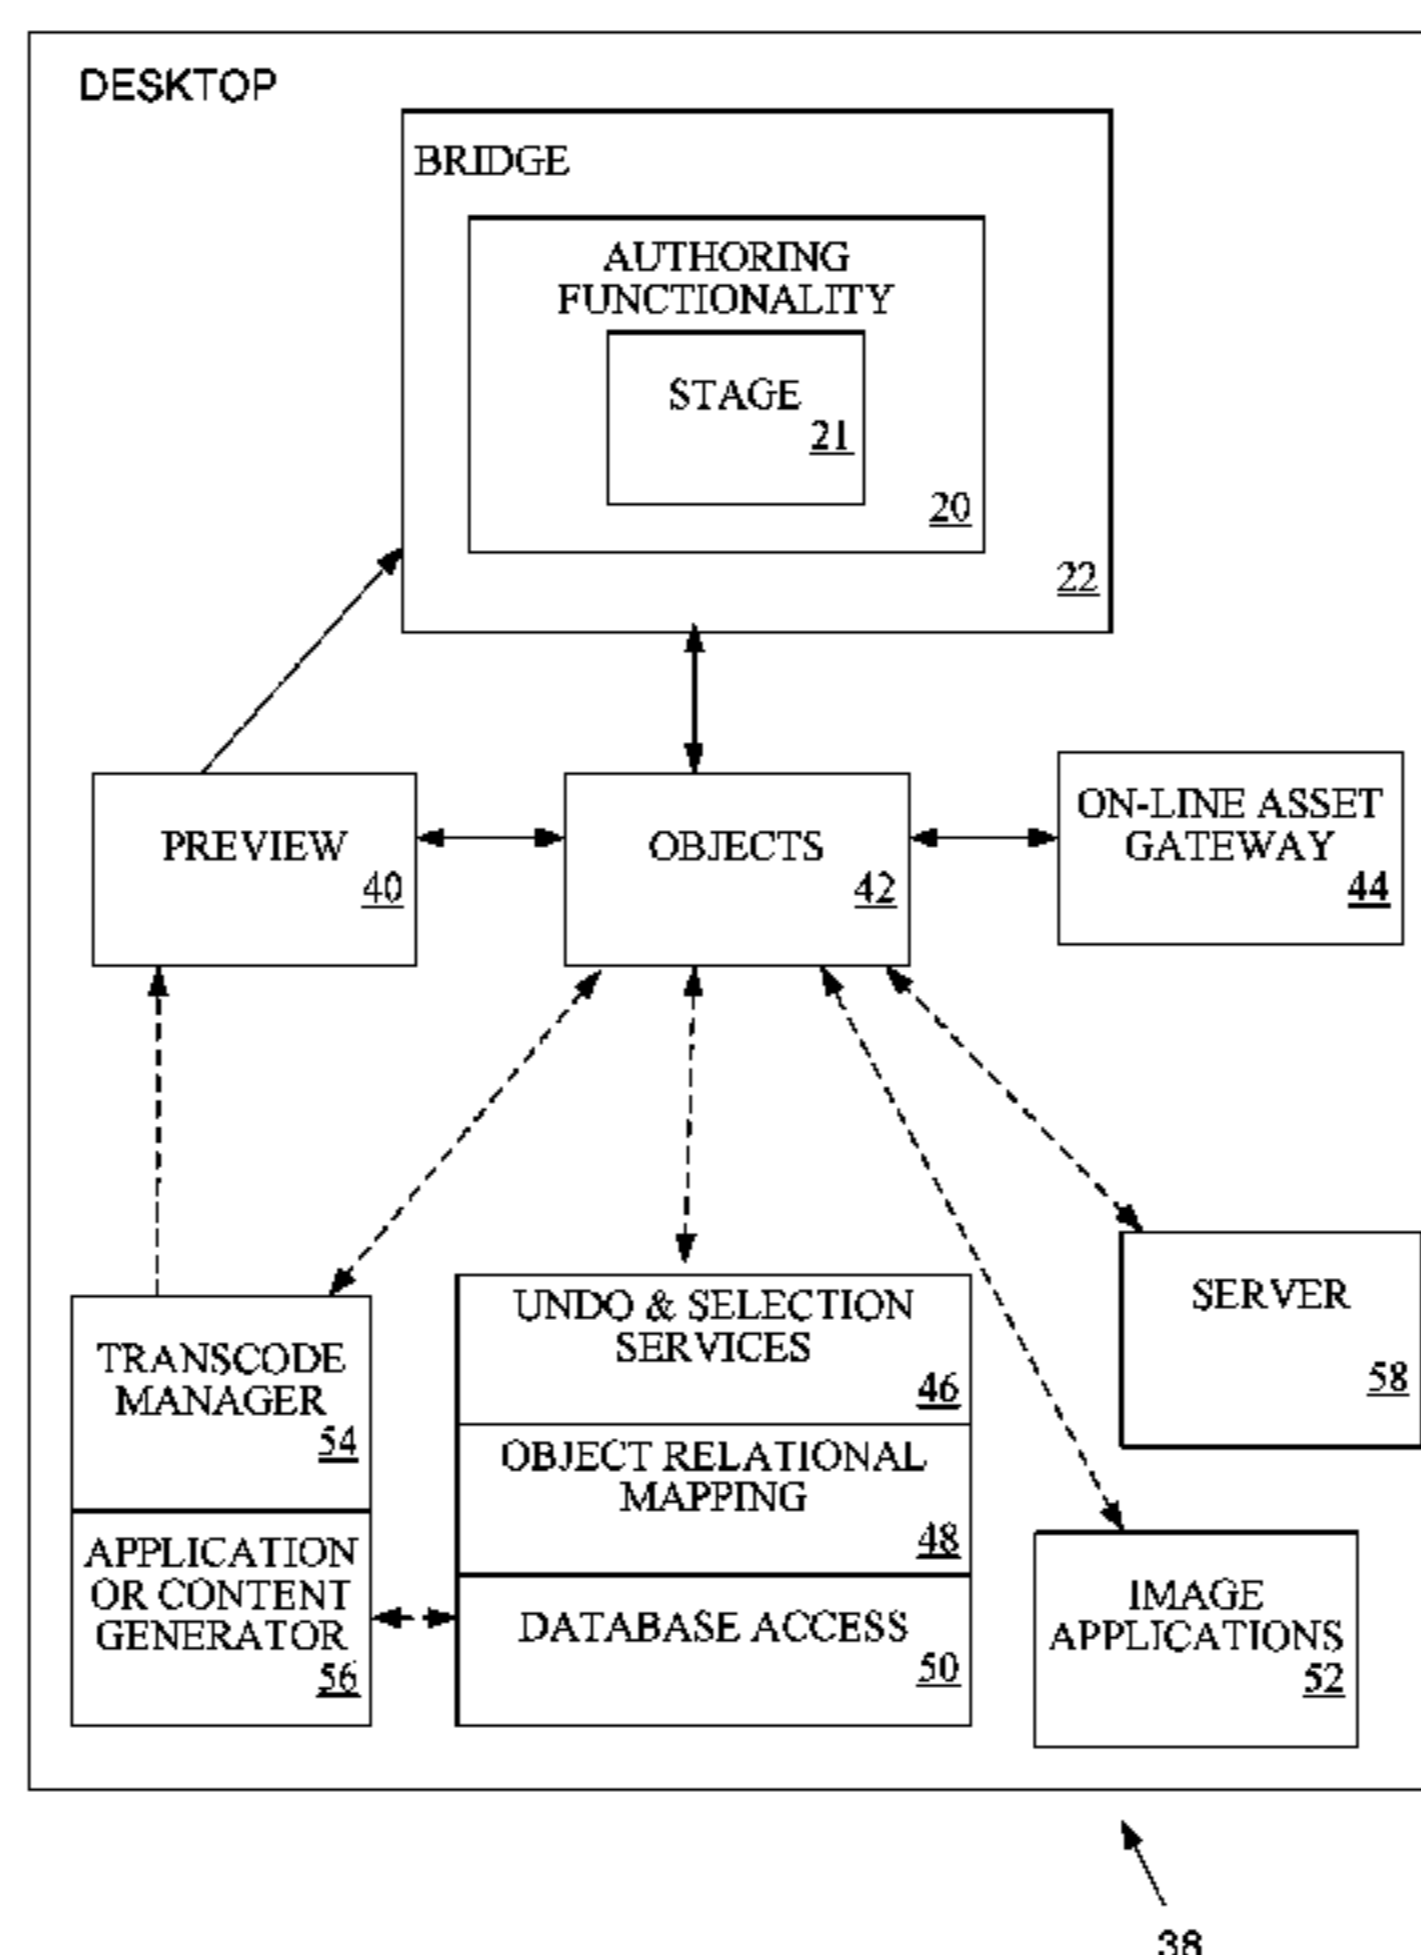 DESKTOP
BRIDGE
AUTHORING
FUNCTIONALITY
STAGE
21
20
22
PREVIEW
40
OBJECTS
42
ON-LINE ASSET
GATEWAY
44
TRANSCODE
MANAGER
54
APPLICATION
OR CONTENT
GENERATOR
56
UNDO & SELECTION
SERVICES
46
OBJECT RELATIONAL
MAPPING
48
DATABASE ACCESS
50
SERVER
58
IMAGE
APPLICATIONS
52
38